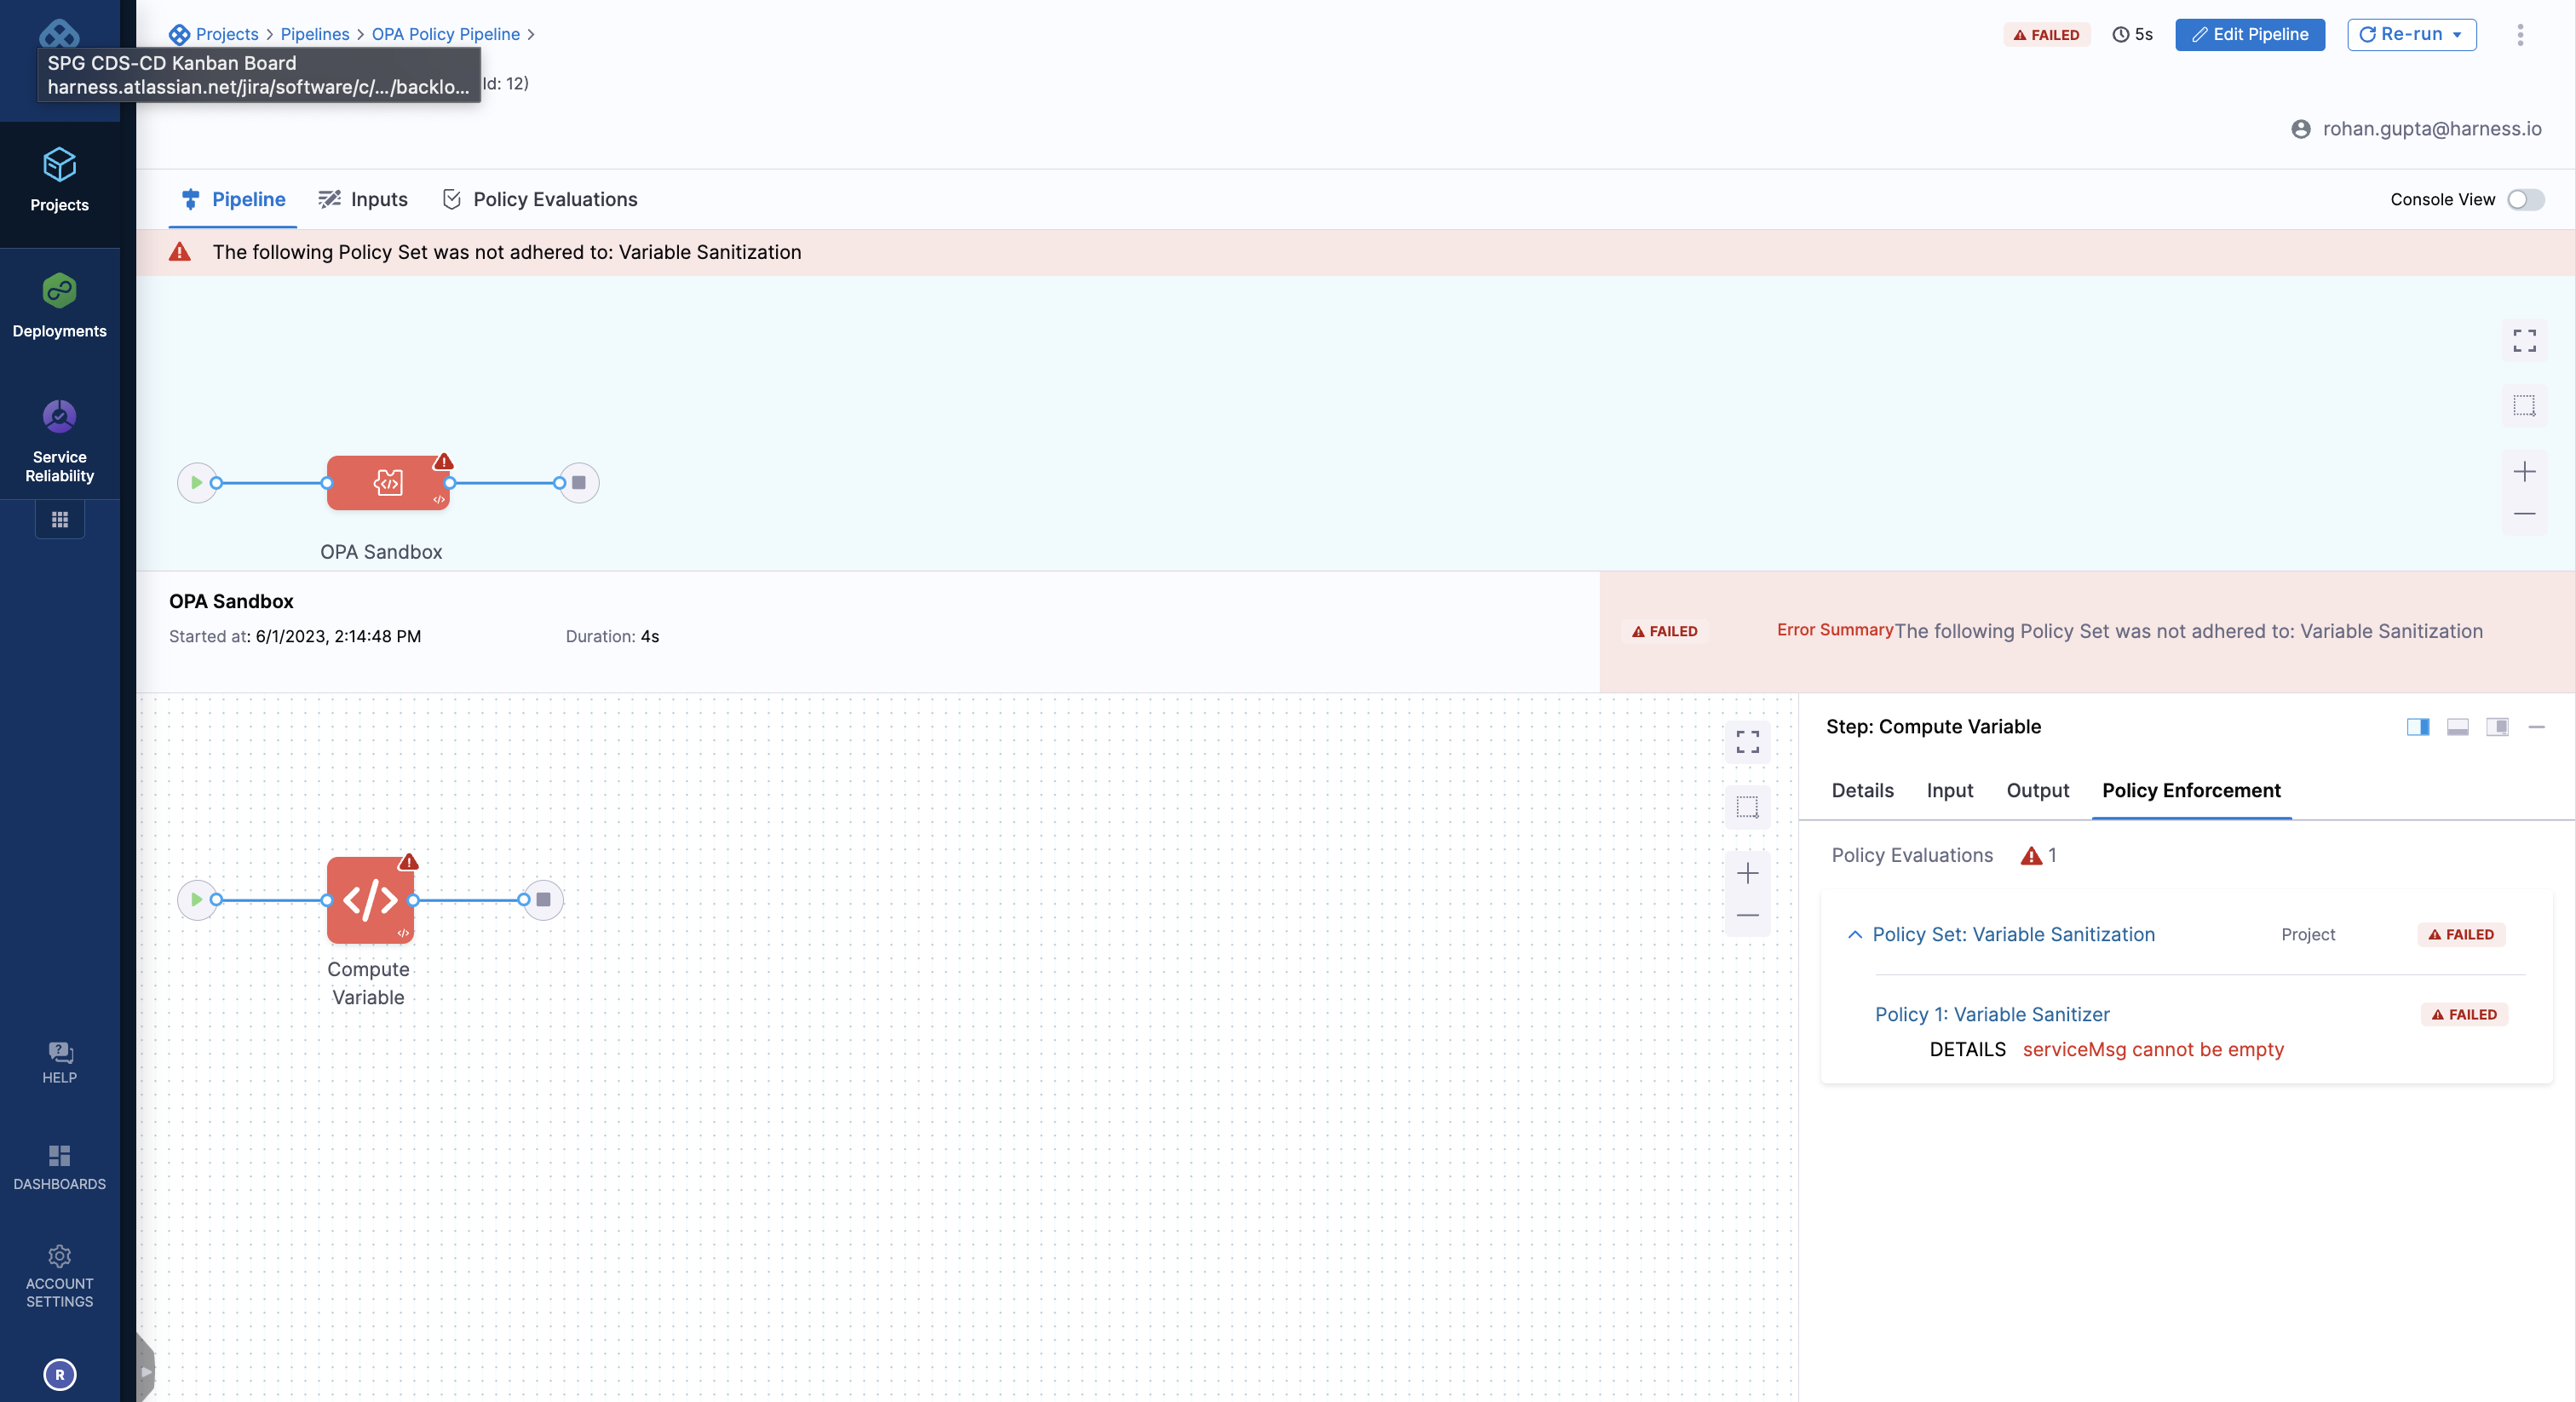 Projects > Pipelines > OPA Policy Pipeline >
FAILED
5s
Edit Pipeline
Re-run
SPG CDS-CD Kanban Board
harness.atlassian.net/jira/software/c/…/backlo…
Id: 12)
rohan.gupta@harness.io
Projects
Deployments
Service
Reliability
HELP
DASHBOARDS
ACCOUNT
SETTINGS
R
Pipeline
Inputs
Policy Evaluations
Console View
The following Policy Set was not adhered to: Variable Sanitization
OPA Sandbox
OPA Sandbox
Started at: 6/1/2023, 2:14:48 PM
Duration: 4s
FAILED
Error Summary The following Policy Set was not adhered to: Variable Sanitization
Compute
Variable
Step: Compute Variable
Details
Input
Output
Policy Enforcement
Policy Evaluations
1
Policy Set: Variable Sanitization
Project
FAILED
Policy 1: Variable Sanitizer
FAILED
DETAILS serviceMsg cannot be empty